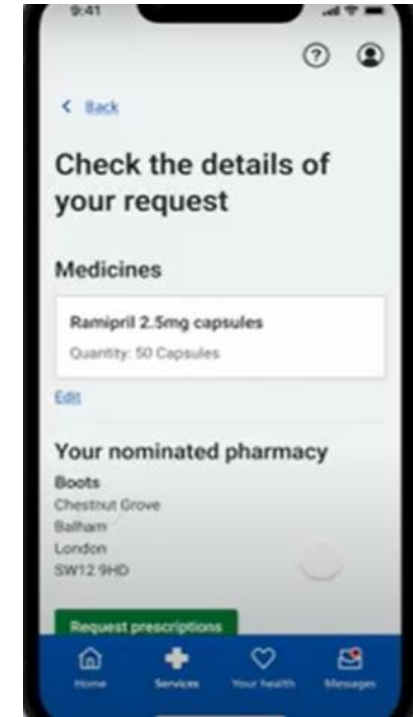 9:41
Back
Check the details of
your request
Medicines
Ramipril 2.5mg capsules
Quantity: 50 Capsules
Edit
Your nominated pharmacy
Boots
Chestnut Grove
Balham
London
SW12 9HD
Request prescriptions
Home Services Your health Messages